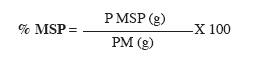 % MSP = P MSP (g) X 100
PM (g)